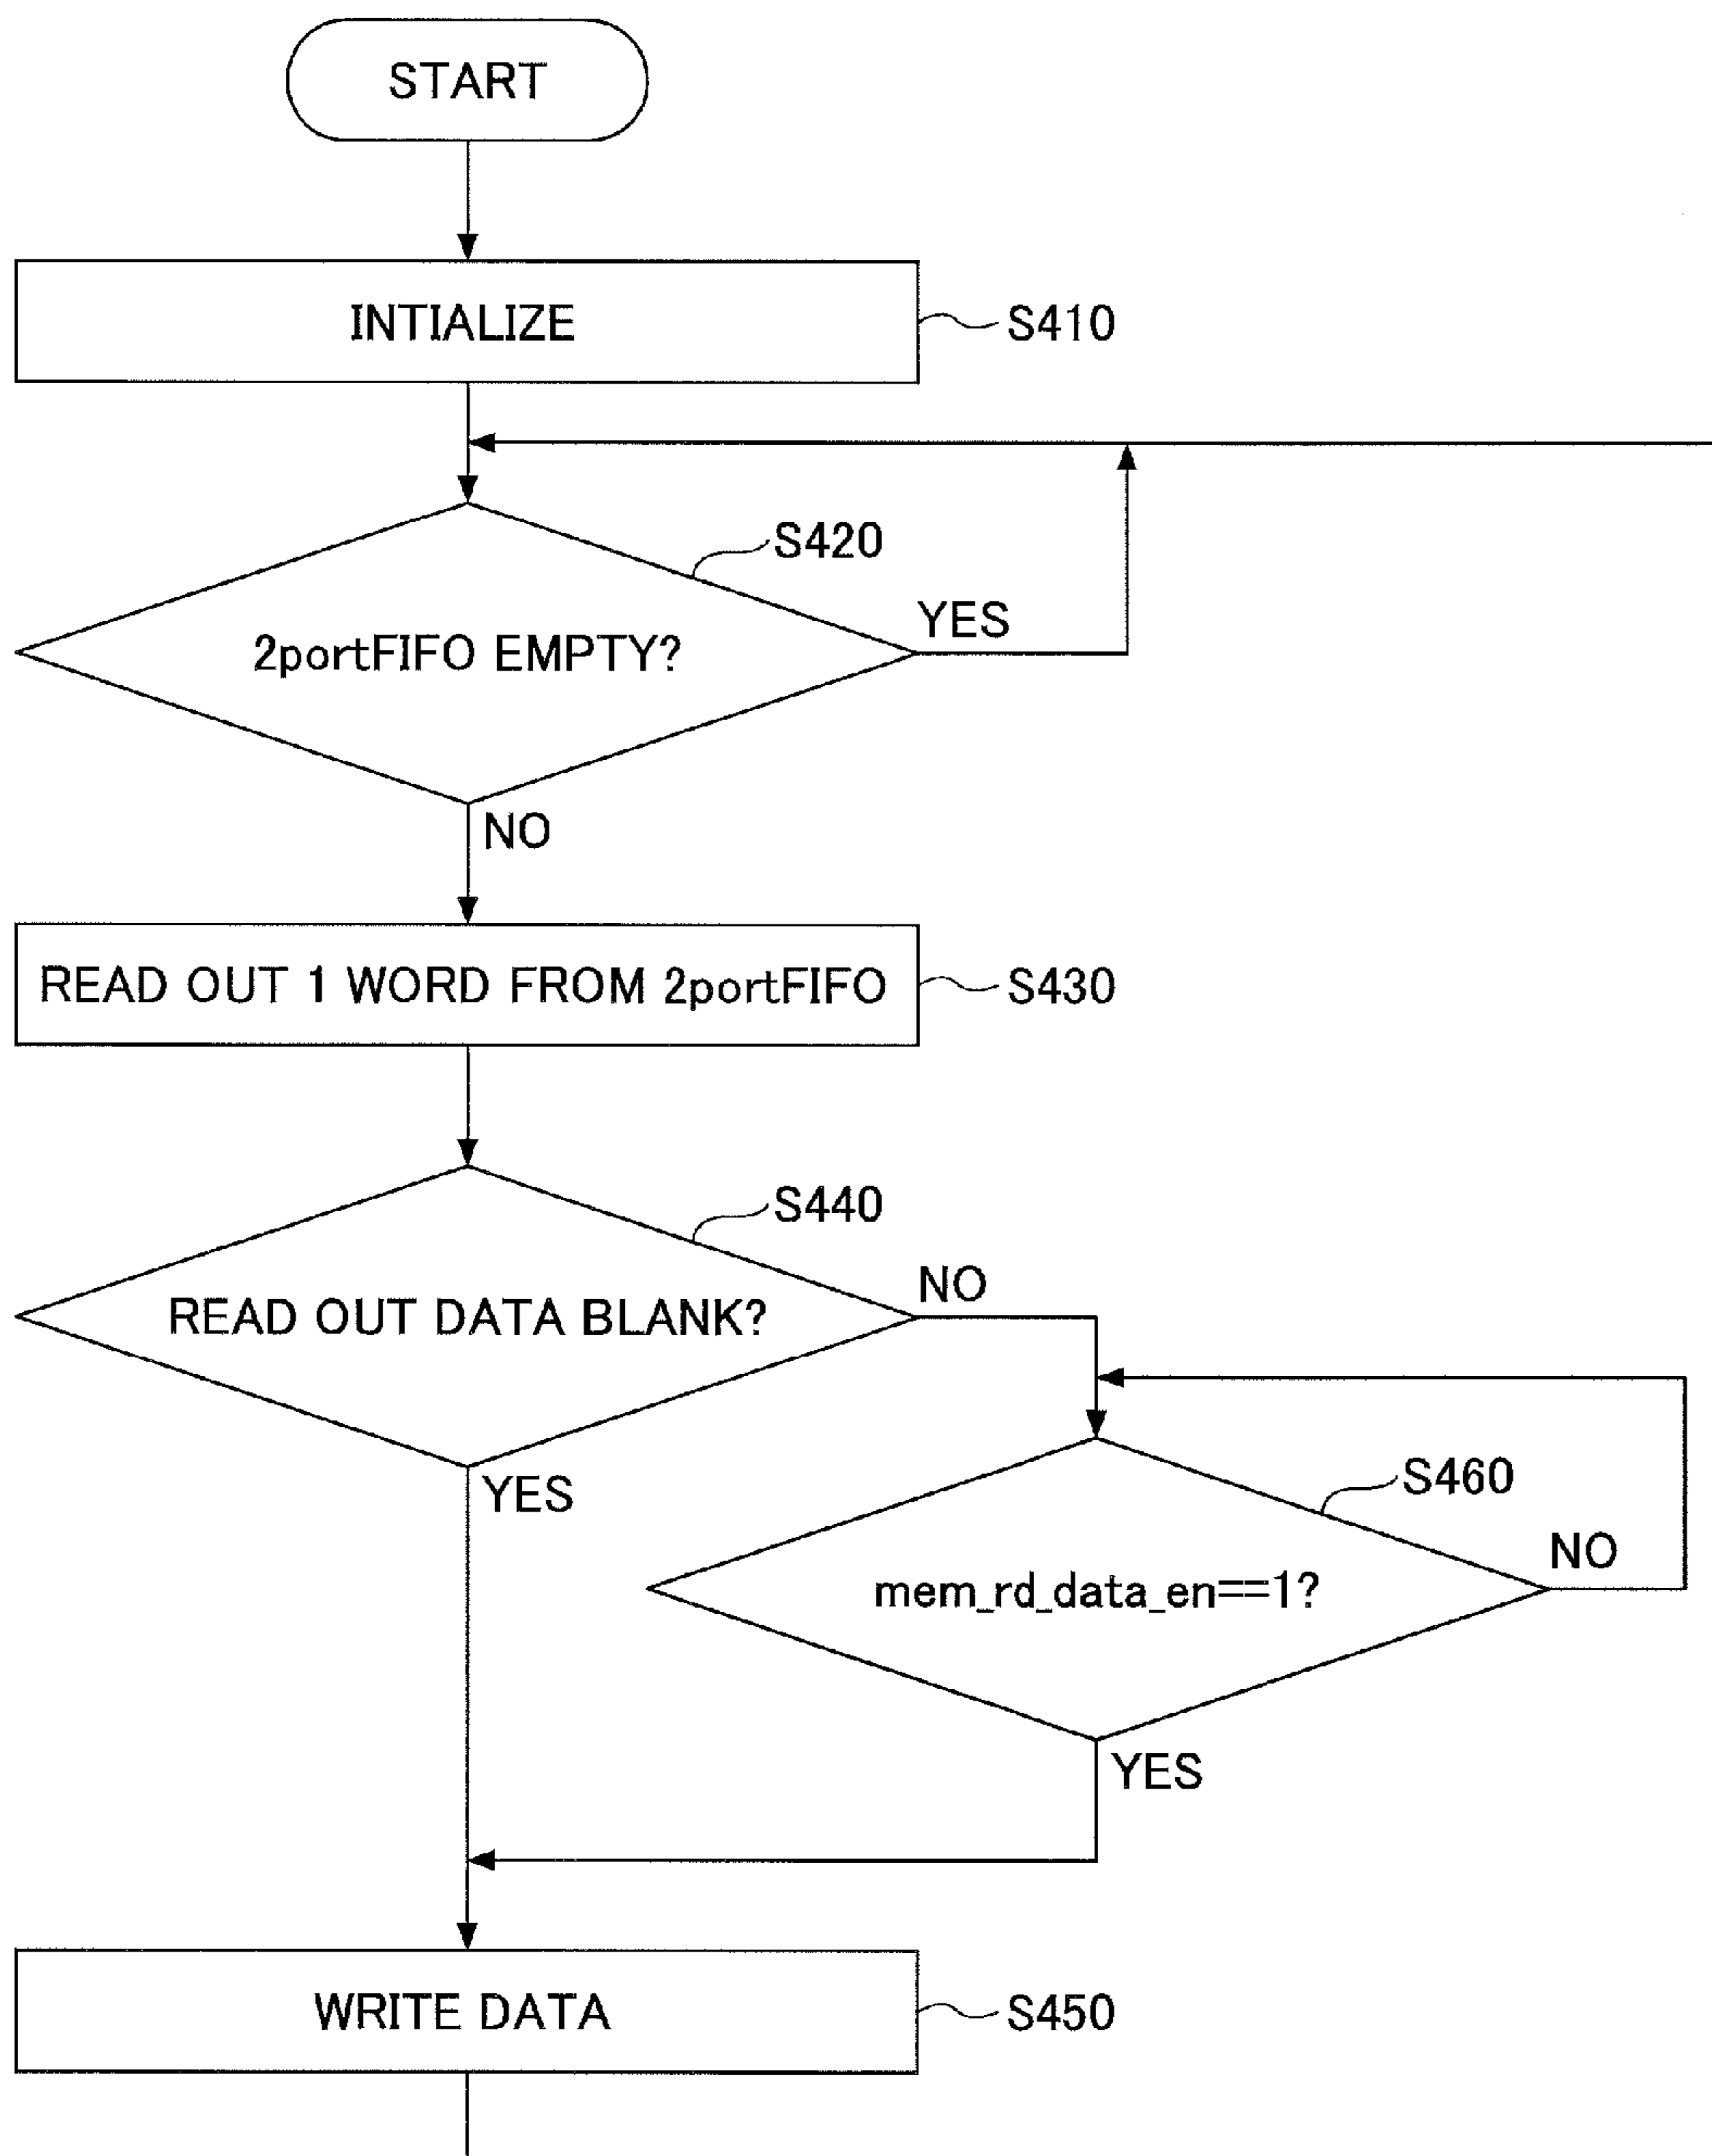 START
INTIALIZE
S410
S420
2portFIFO EMPTY?
YES
NO
READ OUT 1 WORD FROM 2portFIFO
S430
S440
READ OUT DATA BLANK?
NO
YES
S460
mem_rd_data_en==1?
NO
YES
WRITE DATA
S450